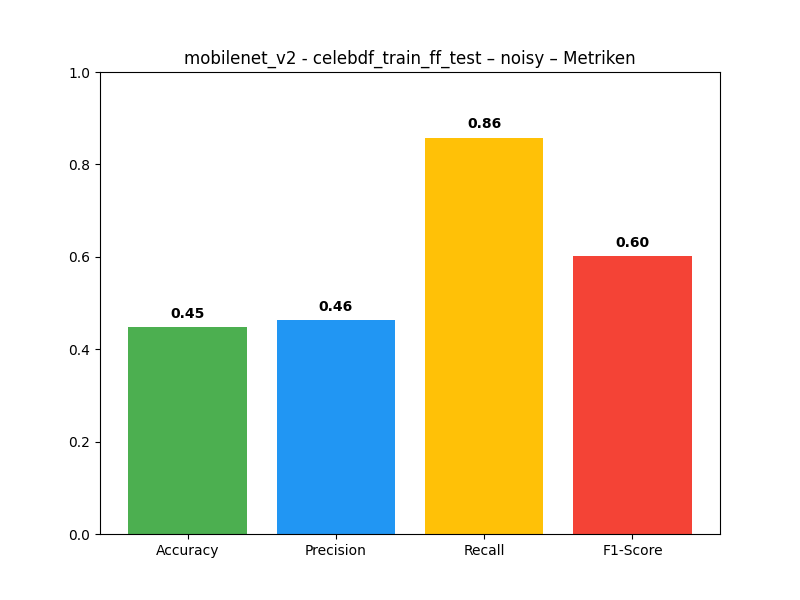 mobilenet_v2 - celebdf_train_ff_test – noisy – Metriken
1.0
0.8
0.6
0.4
0.2
0.0
0.45
0.46
0.86
0.60
Accuracy
Precision
Recall
F1-Score